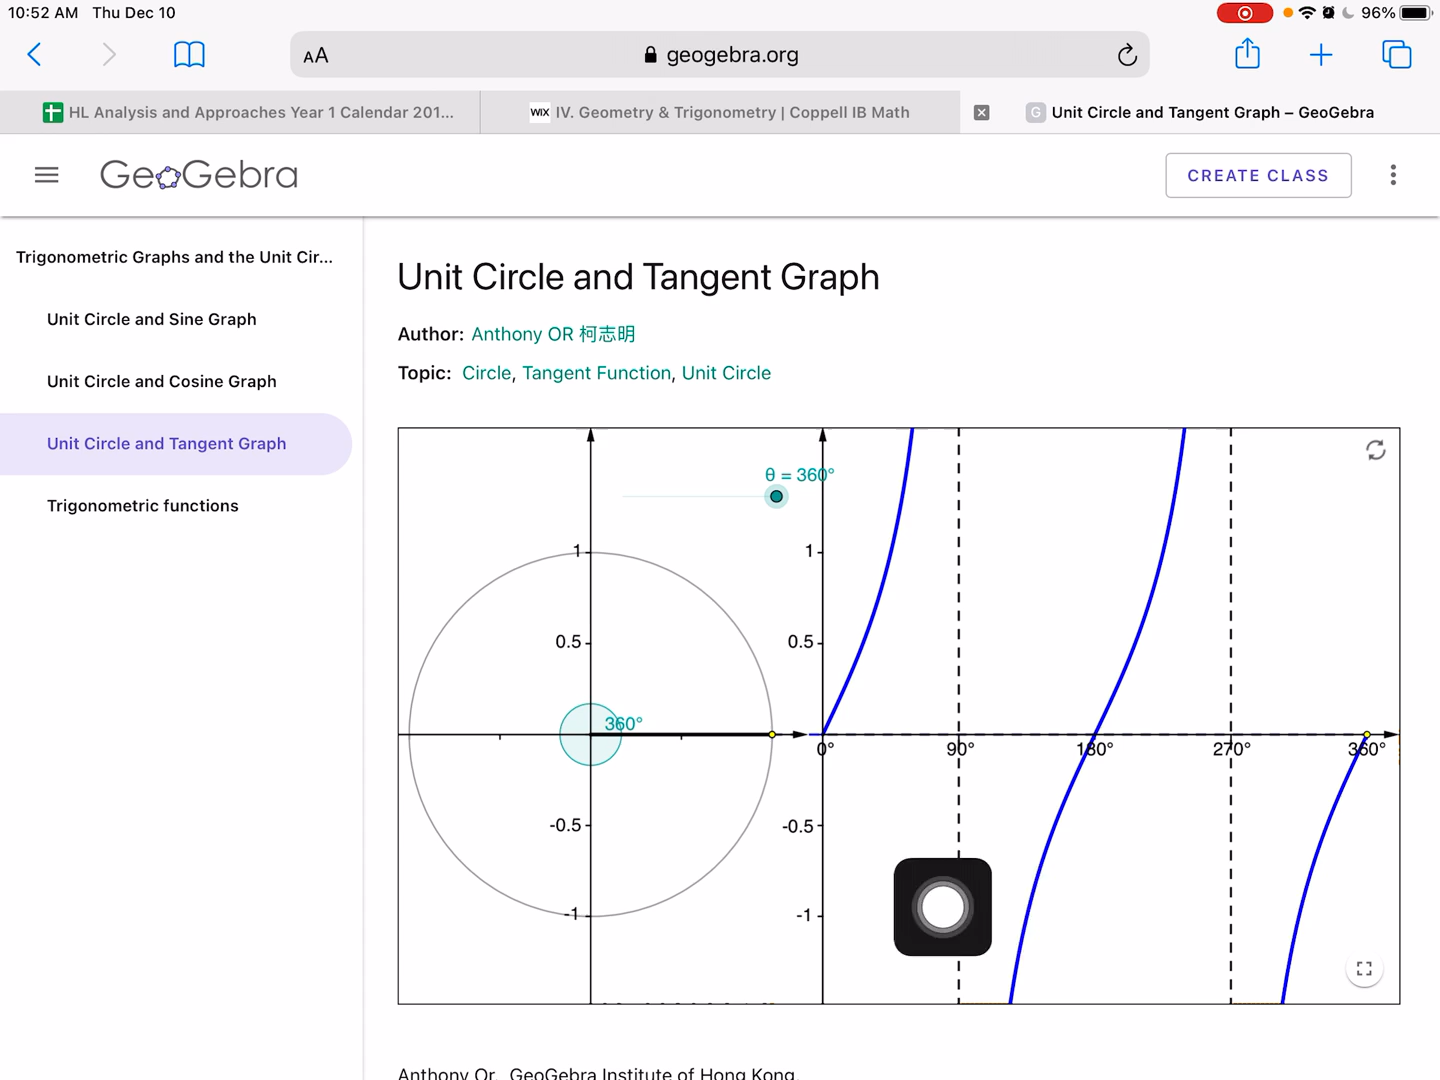 10:52 AM Thu Dec 10
96%
AA
geogebra.org
HL Analysis and Approaches Year 1 Calendar 201...
WIX IV. Geometry & Trigonometry | Coppell IB Math
G Unit Circle and Tangent Graph – GeoGebra
GeoGebra
CREATE CLASS
Trigonometric Graphs and the Unit Cir...
Unit Circle and Sine Graph
Unit Circle and Cosine Graph
Unit Circle and Tangent Graph
Trigonometric functions
Unit Circle and Tangent Graph
Author: Anthony OR 柯志明
Topic: Circle, Tangent Function, Unit Circle
θ = 360°
1
0.5
-0.5
-1
360°
1
0.5
-0.5
-1
0° 90° 180° 270° 360°
Anthony Or. GeoGebra Institute of Hong Kong.